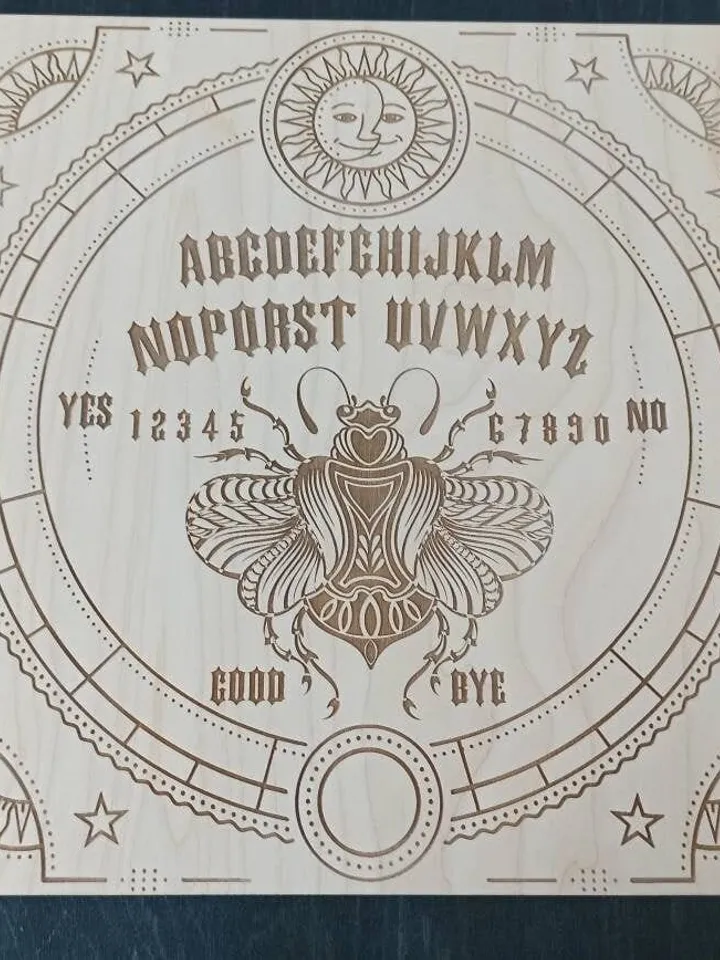 ABCDEFGHIJKLM
NOPQRST UVWXYZ
YES 12345 67890 NO
GOOD BYE